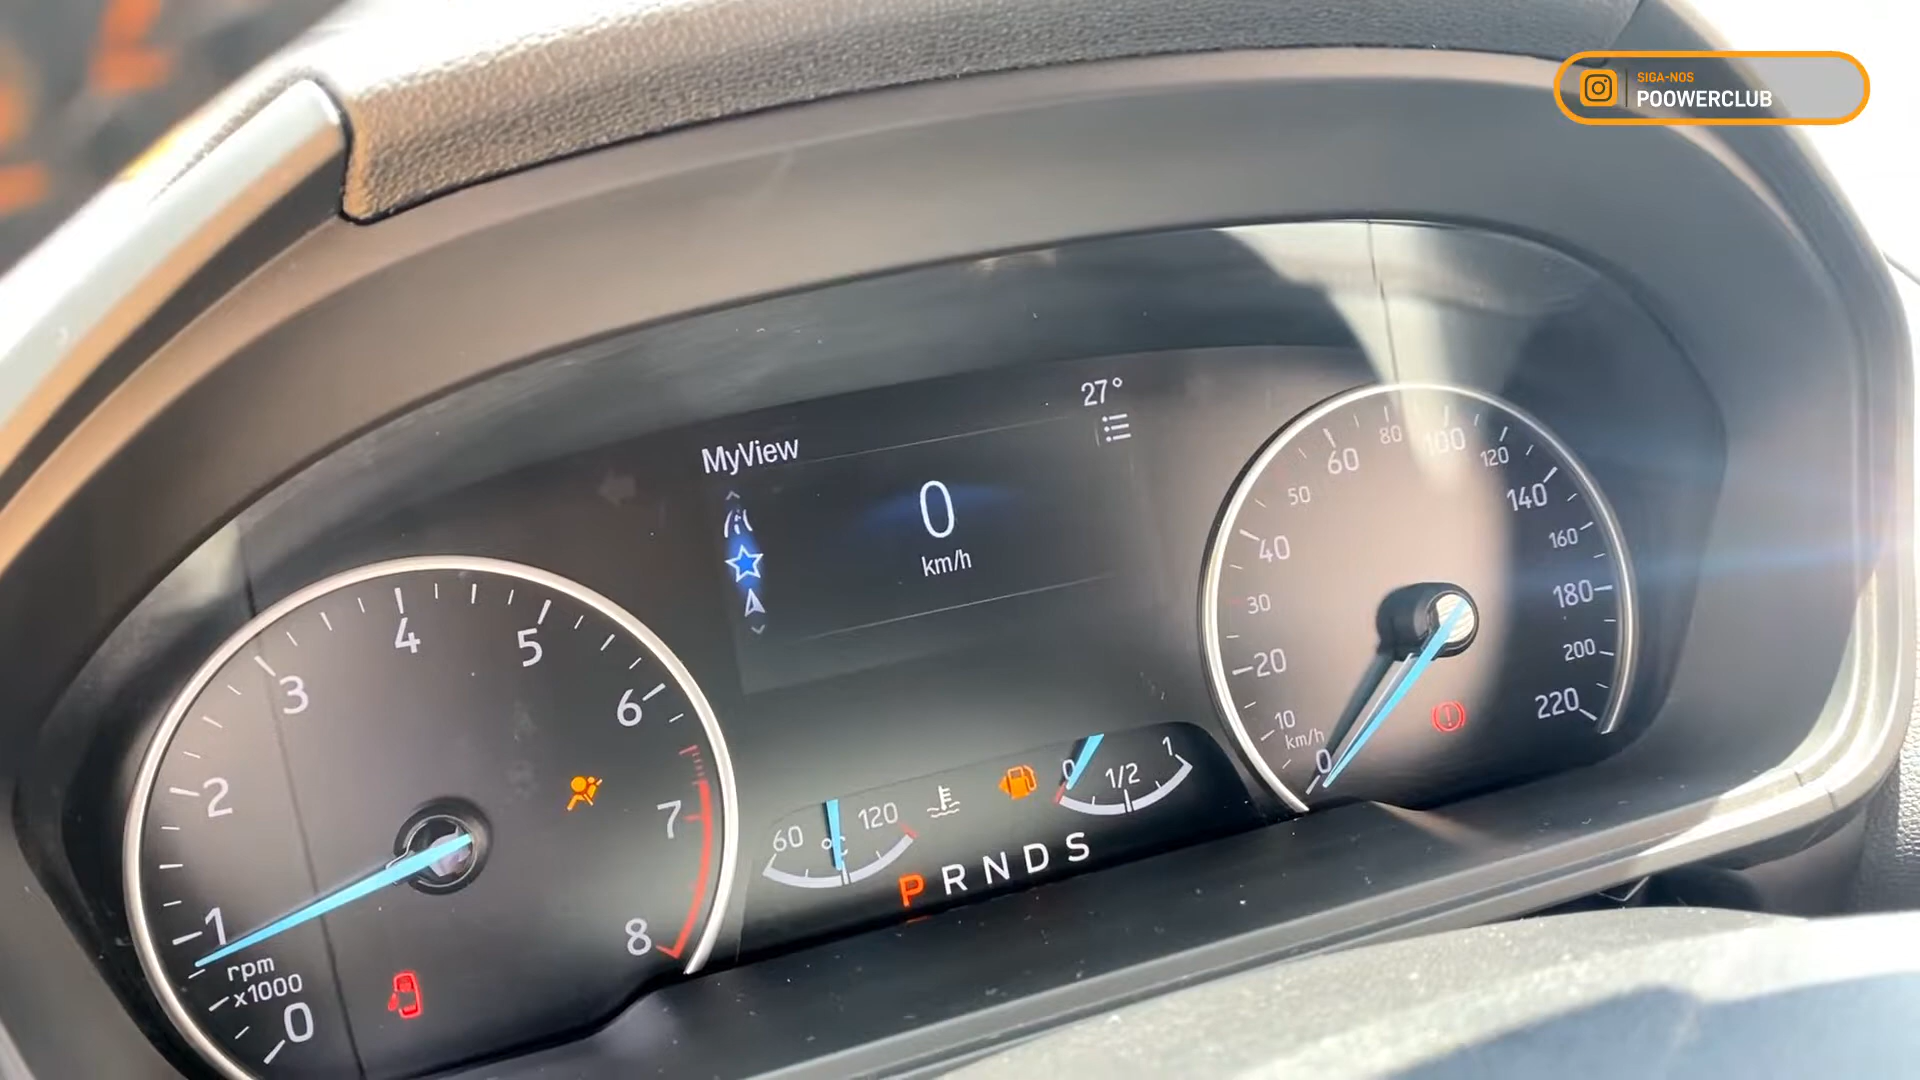 SIGA-NOS
POOWERCLUB
27°
MyView
0
km/h
0 10 20 30 40 50 60 80 100 120 140 160 180 200 220
km/h
0 1 2 3 4 5 6 7 8
rpm
x1000
60 °C 120
0 1/2 1
P R N D S